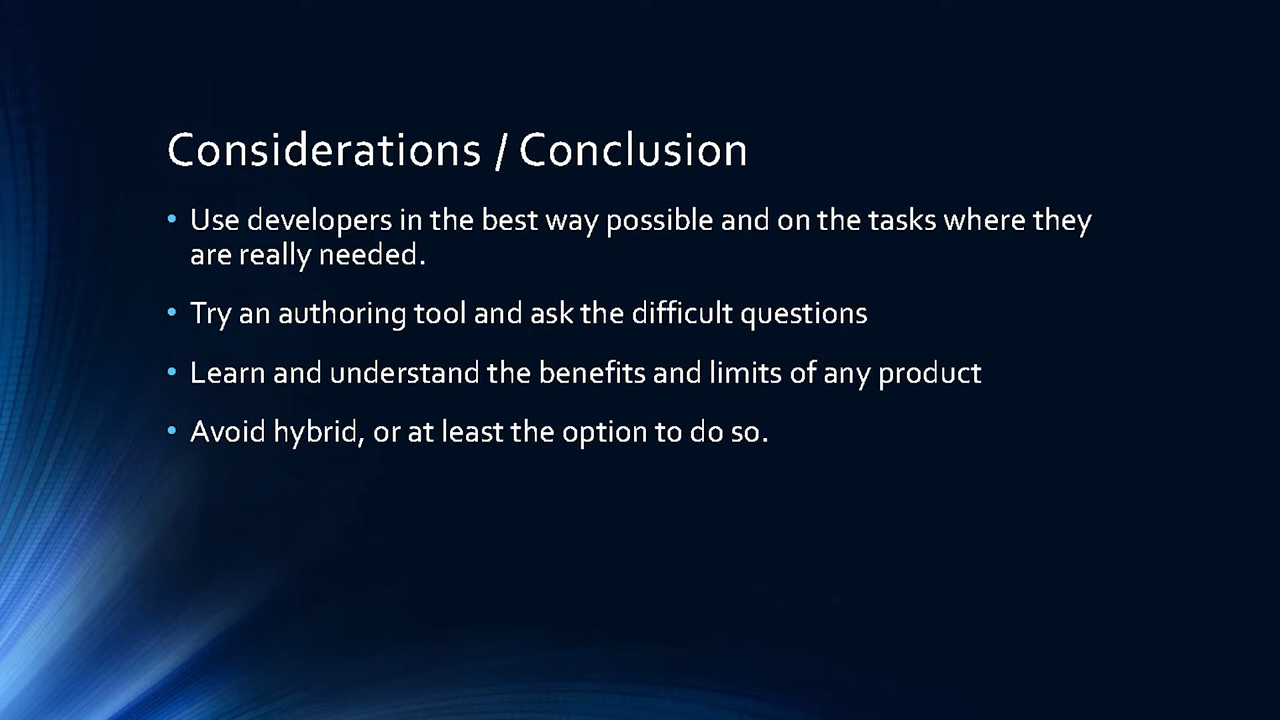 Considerations / Conclusion
• Use developers in the best way possible and on the tasks where they
are really needed.
• Try an authoring tool and ask the difficult questions
• Learn and understand the benefits and limits of any product
• Avoid hybrid, or at least the option to do so.